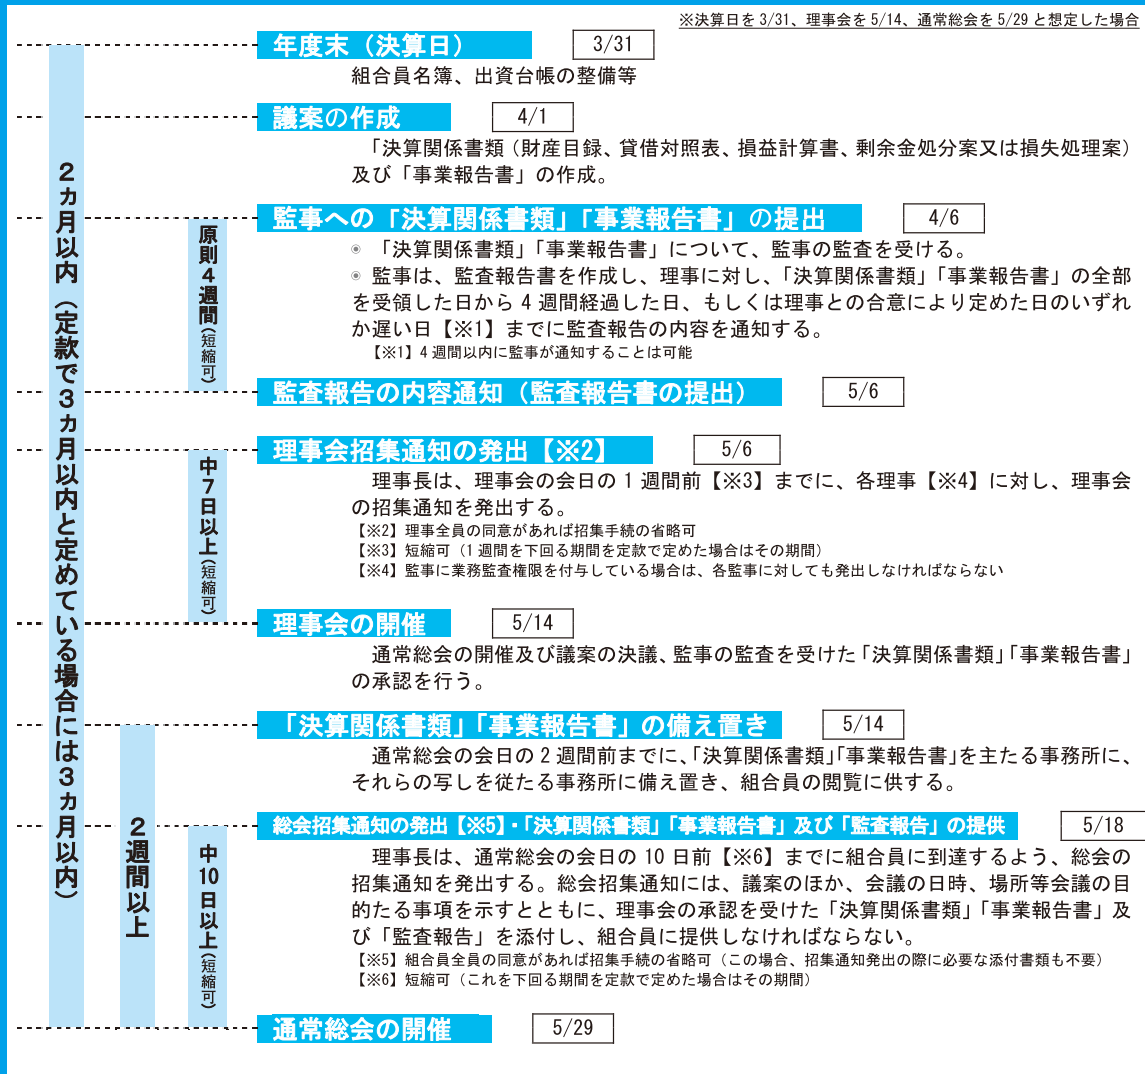 ※決算日を3/31、理事会を5/14、通常総会を5/29と想定した場合
年度末（決算日） 3/31
組合員名簿、出資台帳の整備等
議案の作成 4/1
「決算関係書類（財産目録、貸借対照表、損益計算書、剰余金処分案又は損失処理案）
及び「事業報告書」の作成。
監事への「決算関係書類」「事業報告書」の提出 4/6
◉ 「決算関係書類」「事業報告書」について、監事の監査を受ける。
◉ 監事は、監査報告書を作成し、理事に対し、「決算関係書類」「事業報告書」の全部
を受領した日から4週間経過した日、もしくは理事との合意により定めた日のいずれ
か遅い日【※1】までに監査報告の内容を通知する。
【※1】4週間以内に監事が通知することは可能
監査報告の内容通知（監査報告書の提出） 5/6
理事会招集通知の発出【※2】 5/6
理事長は、理事会の会日の1週間前【※3】までに、各理事【※4】に対し、理事会
の招集通知を発出する。
【※2】理事全員の同意があれば招集手続の省略可
【※3】短縮可（1週間を下回る期間を定款で定めた場合はその期間）
【※4】監事に業務監査権限を付与している場合は、各監事に対しても発出しなければならない
理事会の開催 5/14
通常総会の開催及び議案の決議、監事の監査を受けた「決算関係書類」「事業報告書」
の承認を行う。
「決算関係書類」「事業報告書」の備え置き 5/14
通常総会の会日の2週間前までに、「決算関係書類」「事業報告書」を主たる事務所に、
それらの写しを従たる事務所に備え置き、組合員の閲覧に供する。
総会招集通知の発出【※5】・「決算関係書類」「事業報告書」及び「監査報告」の提供 5/18
理事長は、通常総会の会日の10日前【※6】までに組合員に到達するよう、総会の
招集通知を発出する。総会招集通知には、議案のほか、会議の日時、場所等会議の目
的たる事項を示すとともに、理事会の承認を受けた「決算関係書類」「事業報告書」及
び「監査報告」を添付し、組合員に提供しなければならない。
【※5】組合員全員の同意があれば招集手続の省略可（この場合、招集通知発出の際に必要な添付書類も不要）
【※6】短縮可（これを下回る期間を定款で定めた場合はその期間）
通常総会の開催 5/29
2ヵ月以内（定款で3ヵ月以内と定めている場合には3ヵ月以内）
原則4週間（短縮可）
中7日以上（短縮可）
2週間以上
中10日以上（短縮可）